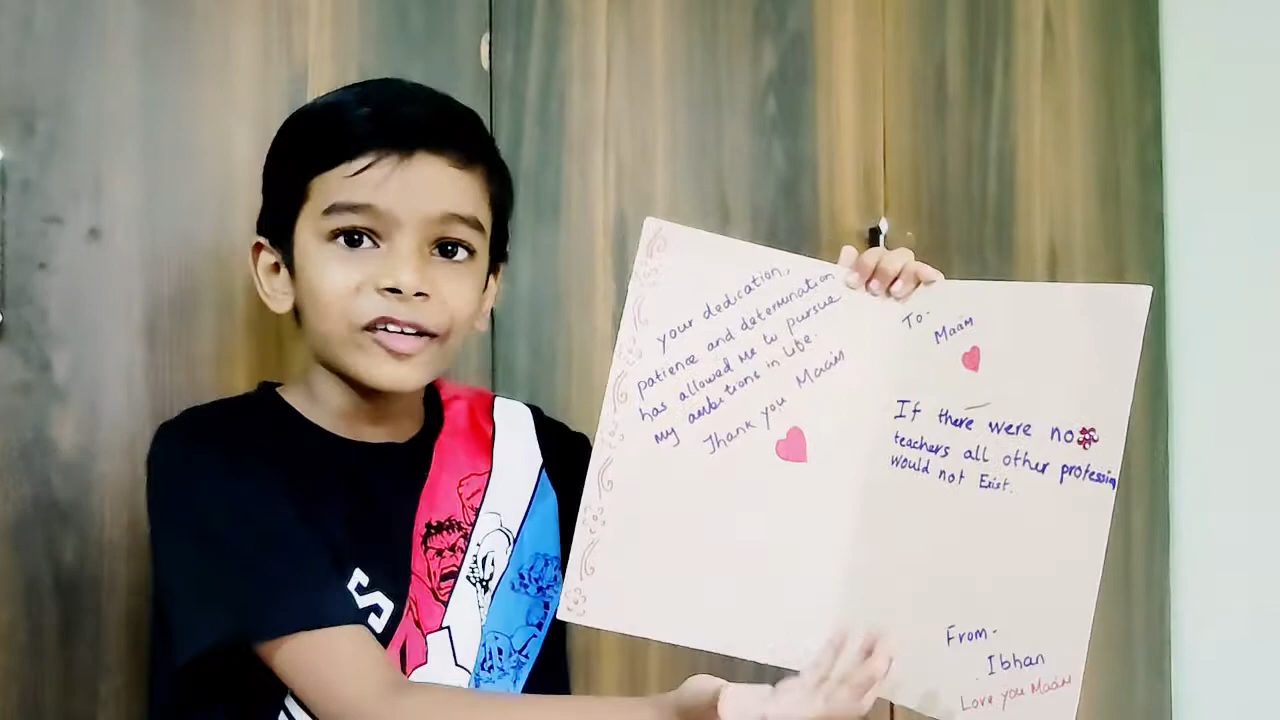 your dedication,
patience and determination
has allowed me to pursue
my ambitions in life.
Thank you Maam
To-
Maam
If there were no
teachers all other profession
would not Exist.
From-
Ibhan
Love you Maam
S